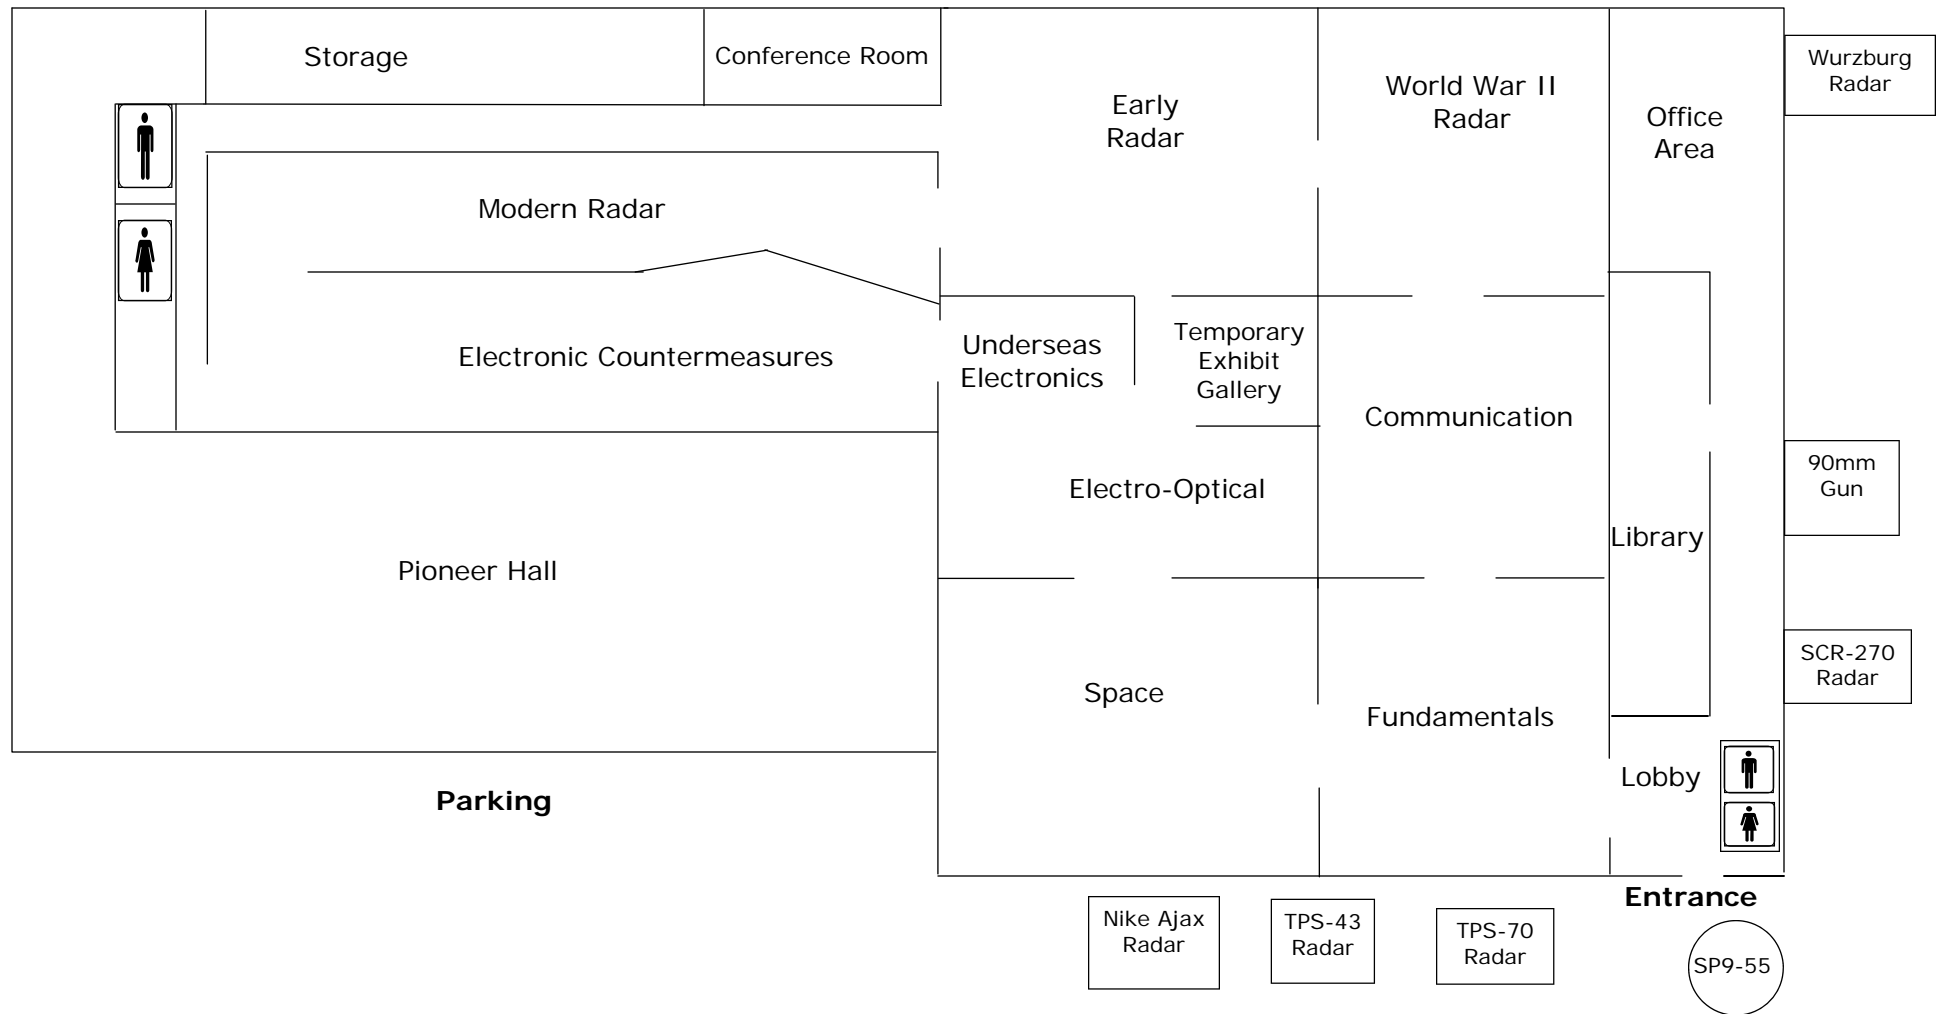 Storage
Conference Room
Early
Radar
World War II
Radar
Office
Area
Wurzburg
Radar
Modern Radar
Electronic Countermeasures
Underseas
Electronics
Temporary
Exhibit
Gallery
Communication
Electro-Optical
Library
90mm
Gun
Pioneer Hall
Space
Fundamentals
SCR-270
Radar
Lobby
Parking
Entrance
Nike Ajax
Radar
TPS-43
Radar
TPS-70
Radar
SP9-55